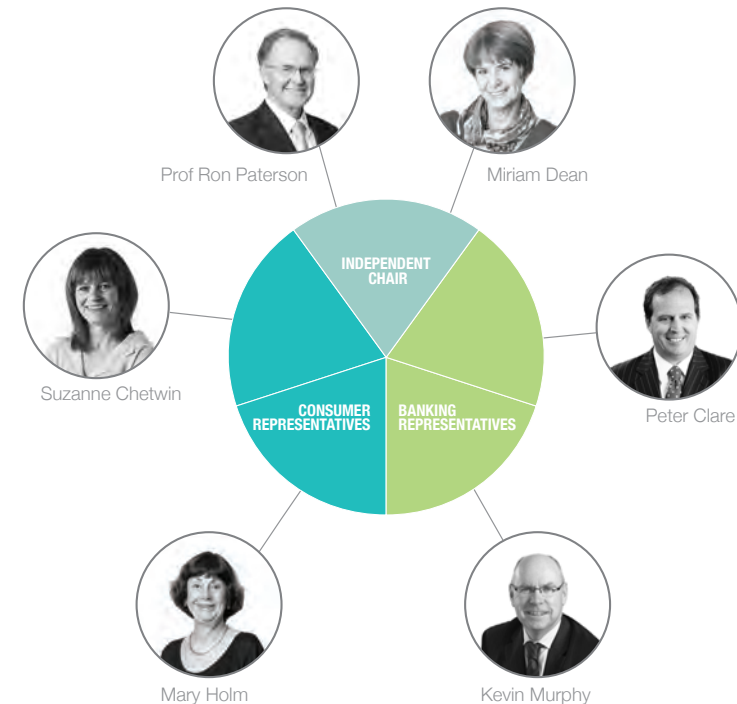 Prof Ron Paterson
Miriam Dean
INDEPENDENT
CHAIR
Suzanne Chetwin
Peter Clare
CONSUMER
REPRESENTATIVES
BANKING
REPRESENTATIVES
Mary Holm
Kevin Murphy